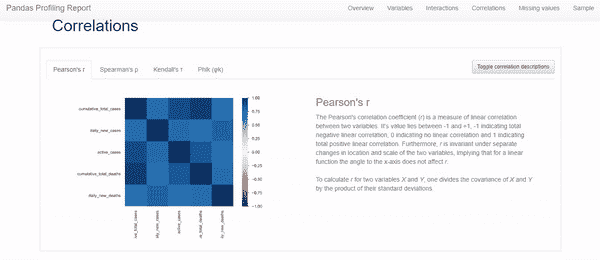 Pandas Profiling Report
Overview Variables Interactions Correlations Missing values Sample
Correlations
Pearson's r Spearman's ρ Kendall's τ Phik (φk)
Toggle correlation descriptions
cumulative_total_cases
daily_new_cases
active_cases
cumulative_total_deaths
daily_new_deaths
1.00
0.75
0.50
0.25
0.00
-0.25
-0.50
-0.75
-1.00
active_cases
Pearson's r
The Pearson's correlation coefficient (r) is a measure of linear correlation
between two variables. It's value lies between -1 and +1, -1 indicating total
negative linear correlation, 0 indicating no linear correlation and 1 indicating
total positive linear correlation. Furthermore, r is invariant under separate
changes in location and scale of the two variables, implying that for a linear
function the angle to the x-axis does not affect r.
To calculate r for two variables X and Y, one divides the covariance of X and Y
by the product of their standard deviations.